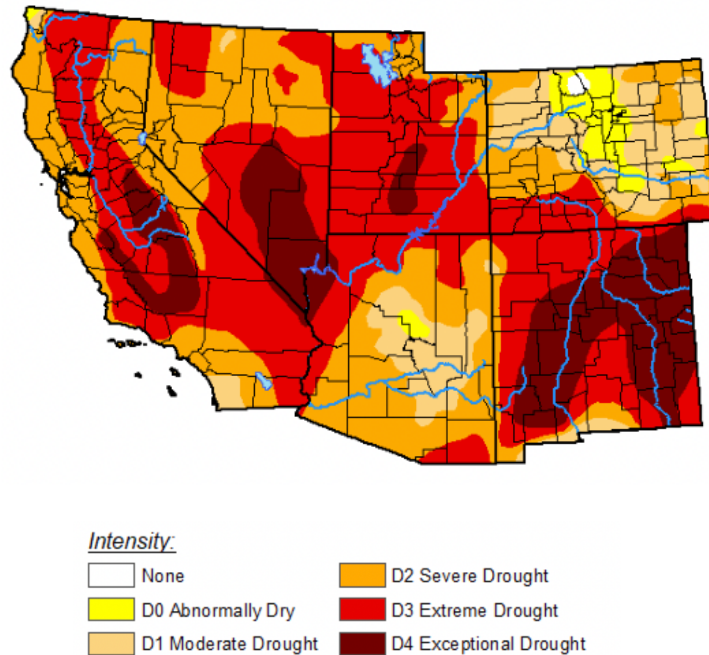 Intensity:
None
D2 Severe Drought
D0 Abnormally Dry
D3 Extreme Drought
D1 Moderate Drought
D4 Exceptional Drought